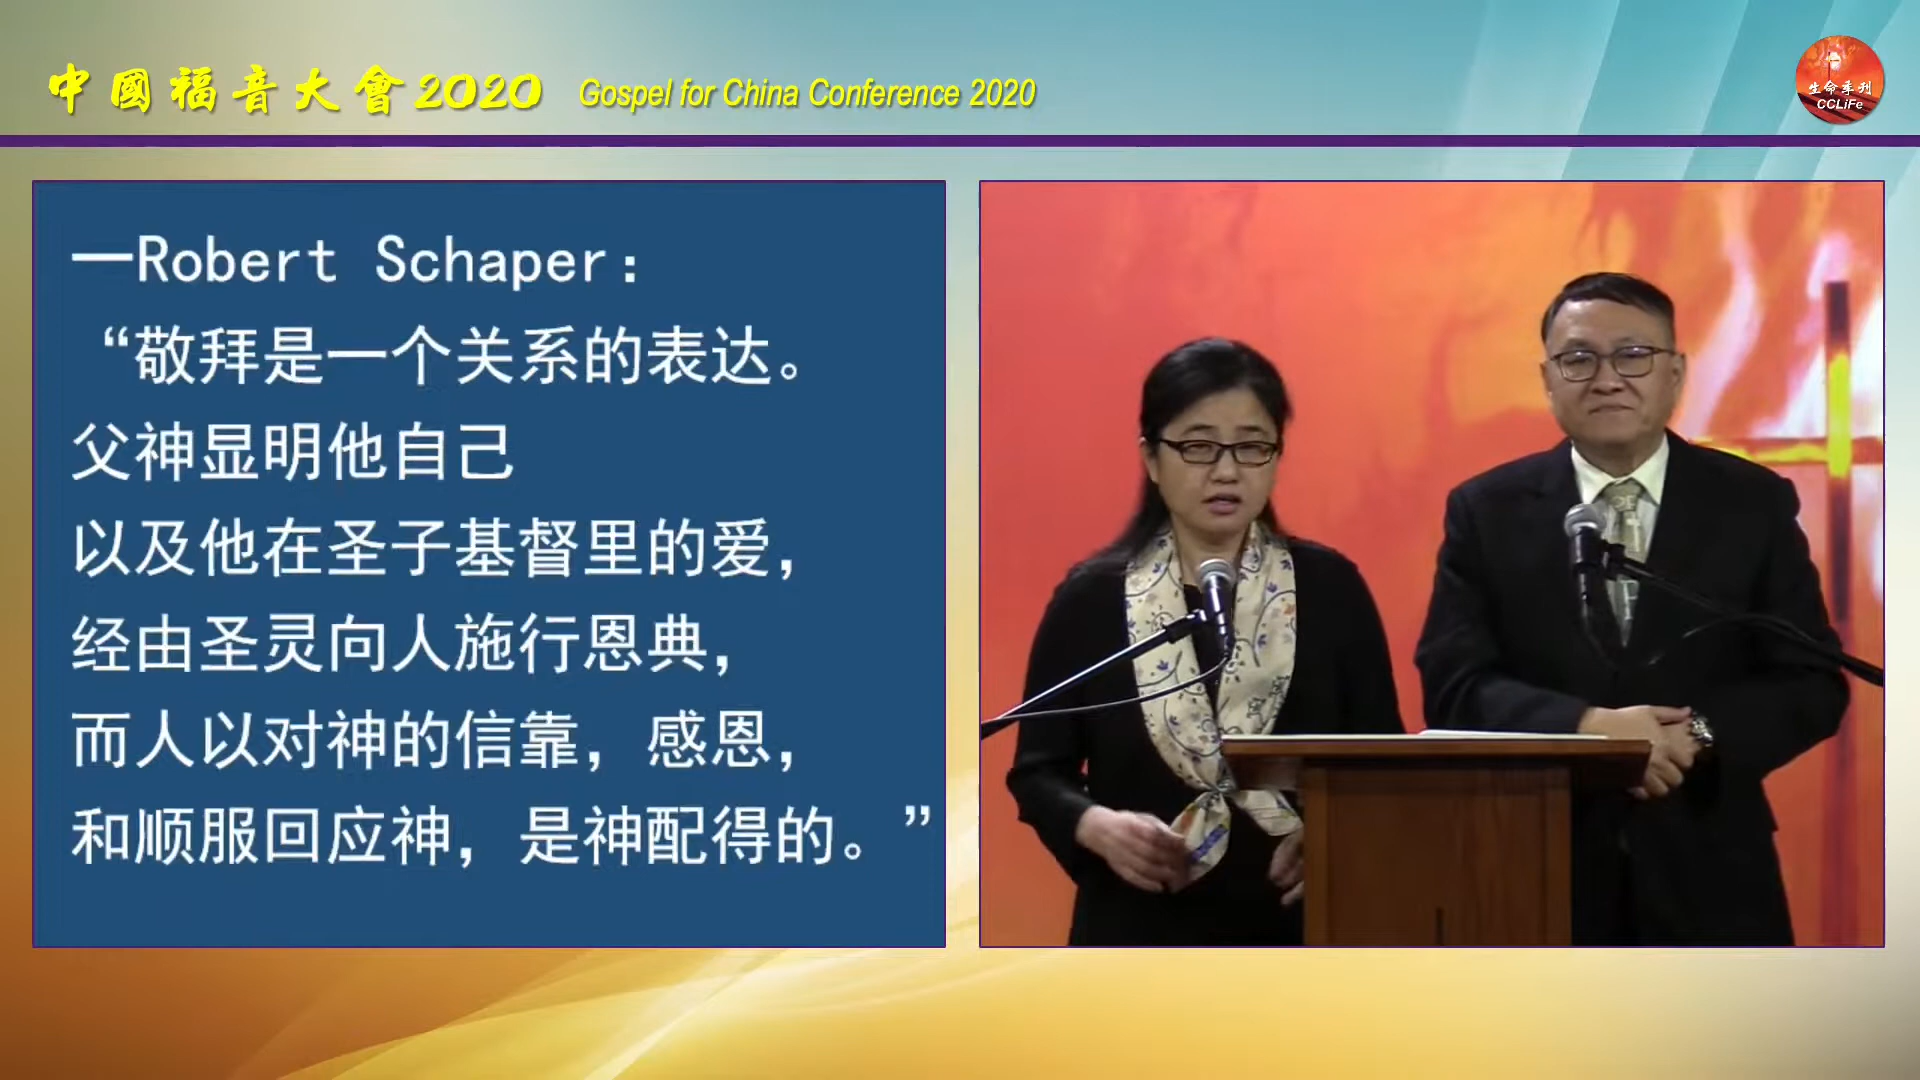 中國福音大會2020 Gospel for China Conference 2020
生命季刊
CCLiFe
—Robert Schaper：
“敬拜是一个关系的表达。
父神显明他自己
以及他在圣子基督里的爱，
经由圣灵向人施行恩典，
而人以对神的信靠，感恩，
和顺服回应神，是神配得的。”